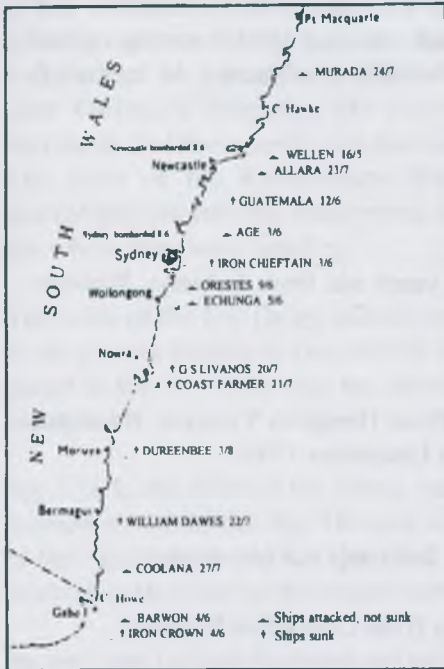 Pt Macquarie
MURADA 24/7
C. Hawke
Newcastle bombarded 8 6
Newcastle
WELLEN 16/5
ALLARA 23/7
† GUATEMALA 12/6
Sydney bombarded 8 6
AGE 3/6
Sydney
† IRON CHIEFTAIN 3/6
Wollongong
ORESTES 9/6
ECHUNGA 5/6
Nowra
† G S LIVANOS 20/7
† COAST FARMER 21/7
Moruya
† DUREENBEE 3/8
Bermagui
† WILLIAM DAWES 22/7
COOLANA 27/7
C. Howe
Gabo I
BARWON 4/6
† IRON CROWN 4/6
Ships attacked, not sunk
† Ships sunk
NEW SOUTH WALES